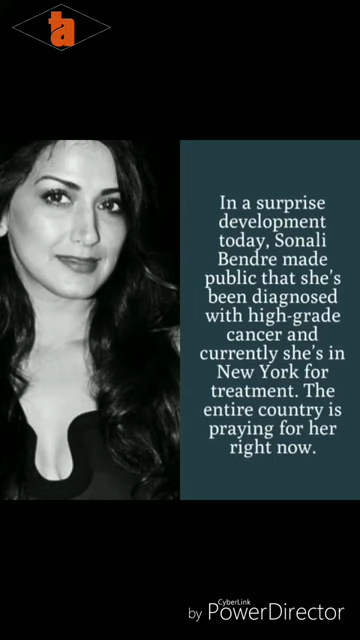 ta
In a surprise
development
today, Sonali
Bendre made
public that she's
been diagnosed
with high-grade
cancer and
currently she's in
New York for
treatment. The
entire country is
praying for her
right now.
CyberLink
by PowerDirector